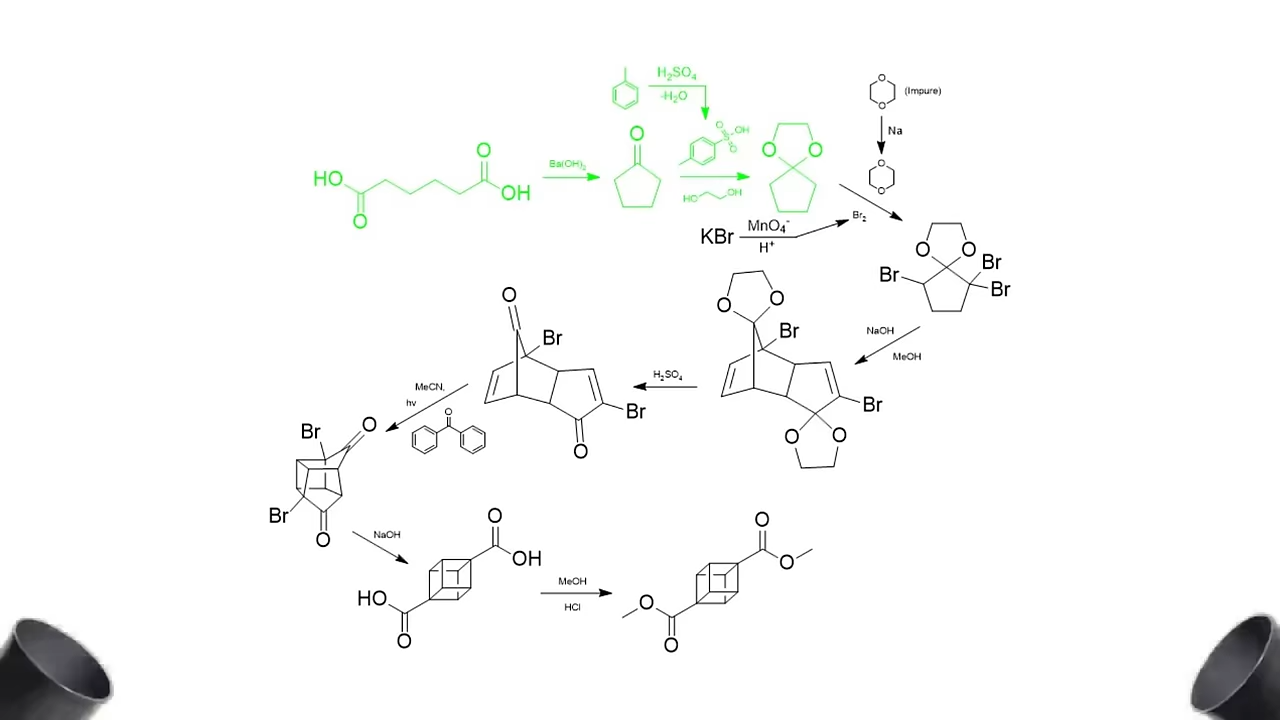 H2SO4
-H2O
(Impure)
Na
O
O
O
O
O
S
OH
O
O
O
O
HO
O
OH
O
Ba(OH)2
HO
OH
KBr
MnO4-
H+
Br2
O
O
Br
Br
Br
NaOH
MeOH
O
O
Br
Br
O
O
H2SO4
O
Br
Br
O
MeCN,
hv
O
Br
O
Br
O
NaOH
O
OH
HO
O
MeOH
HCl
O
O
O
O